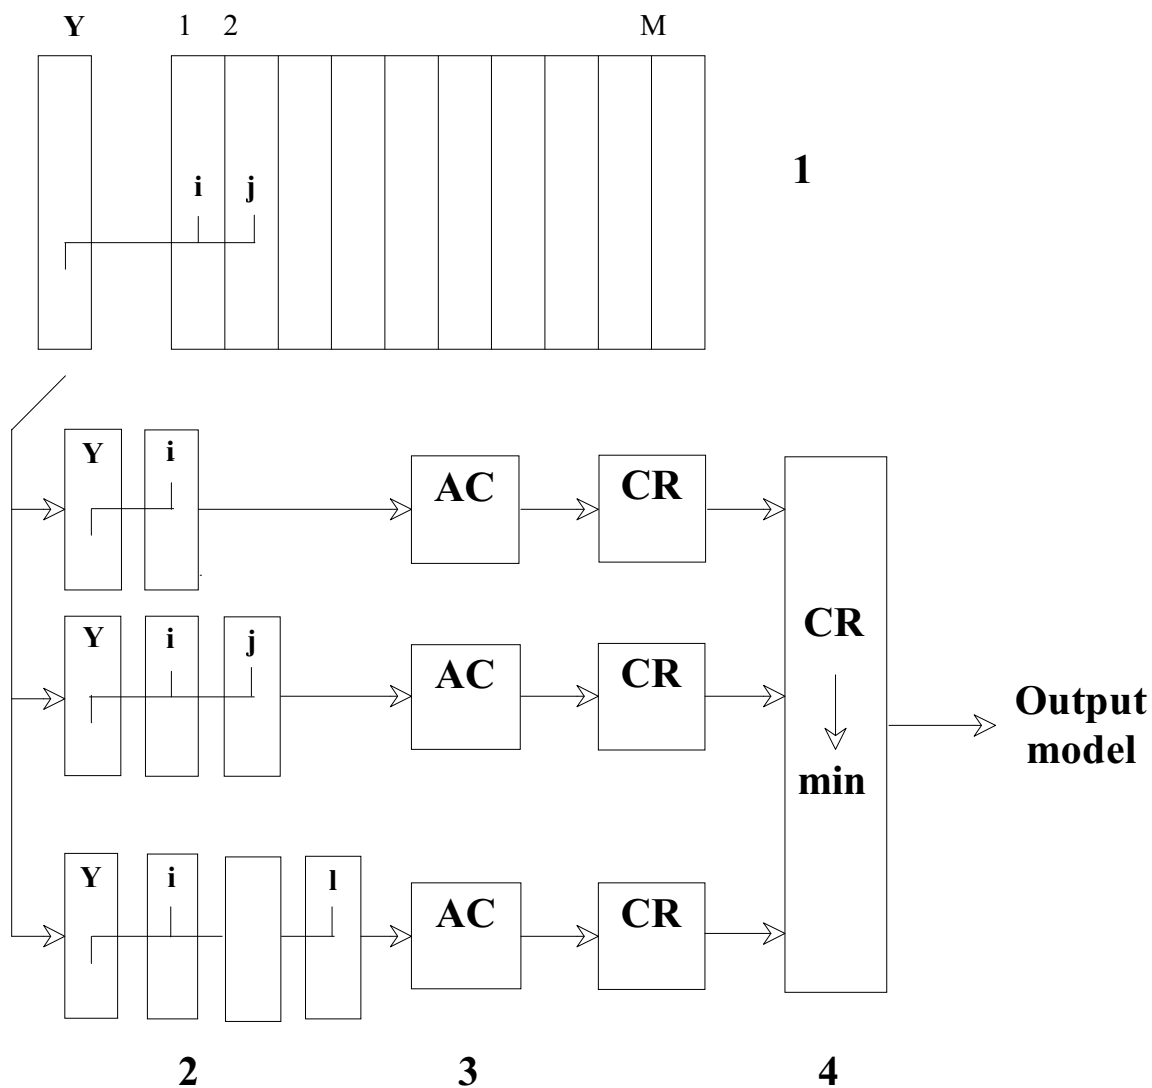 Y 1 2 M
1
i j
Y i
AC CR
Y i j
AC CR
CR
min
Output
model
Y i l
AC CR
2 3 4